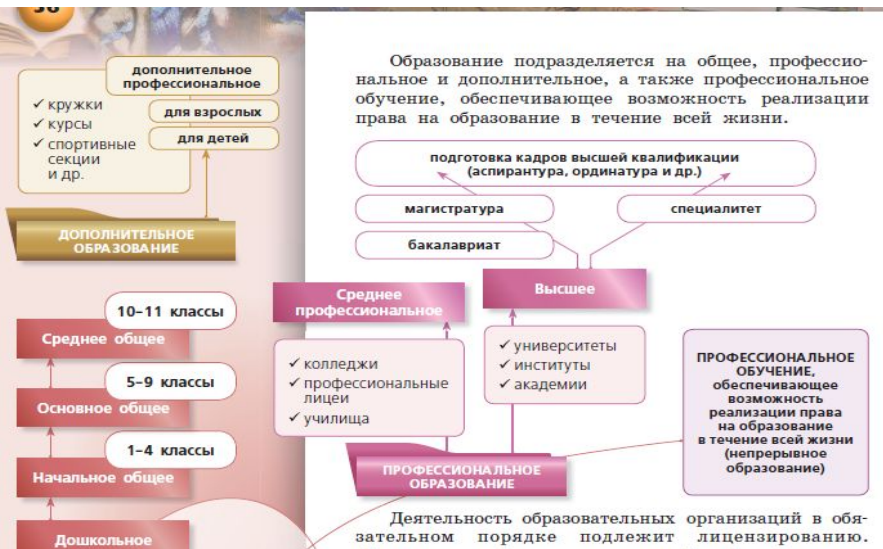 38
дополнительное
профессиональное
для взрослых
для детей
✓ кружки
✓ курсы
✓ спортивные
секции
и др.
ДОПОЛНИТЕЛЬНОЕ
ОБРАЗОВАНИЕ
10–11 классы
Среднее общее
5–9 классы
Основное общее
1–4 классы
Начальное общее
Дошкольное
Образование подразделяется на общее, профессио-
нальное и дополнительное, а также профессиональное
обучение, обеспечивающее возможность реализации
права на образование в течение всей жизни.
подготовка кадров высшей квалификации
(аспирантура, ординатура и др.)
магистратура
специалитет
бакалавриат
Среднее
профессиональное
Высшее
✓ колледжи
✓ профессиональные
лицеи
✓ училища
✓ университеты
✓ институты
✓ академии
ПРОФЕССИОНАЛЬНОЕ
ОБРАЗОВАНИЕ
ПРОФЕССИОНАЛЬНОЕ
ОБУЧЕНИЕ,
обеспечивающее
возможность
реализации права
на образование
в течение всей жизни
(непрерывное
образование)
Деятельность образовательных организаций в обя-
зательном порядке подлежит лицензированию.